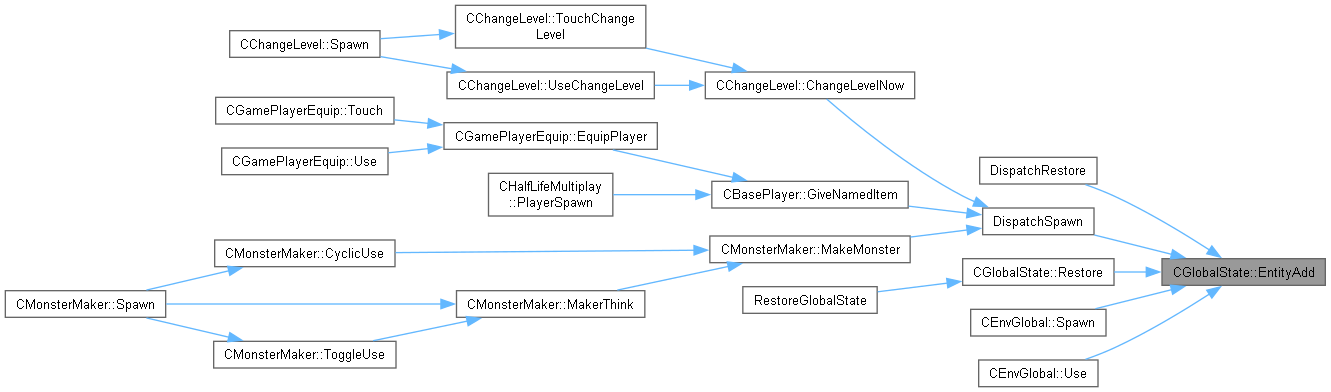 CChangeLevel::TouchChange
Level
CChangeLevel::Spawn
CChangeLevel::UseChangeLevel
CChangeLevel::ChangeLevelNow
CGamePlayerEquip::Touch
CGamePlayerEquip::EquipPlayer
CGamePlayerEquip::Use
DispatchRestore
CHalfLifeMultiplay
::PlayerSpawn
CBasePlayer::GiveNamedItem
DispatchSpawn
CMonsterMaker::CyclicUse
CMonsterMaker::MakeMonster
CGlobalState::Restore
CGlobalState::EntityAdd
CMonsterMaker::Spawn
CMonsterMaker::MakerThink
RestoreGlobalState
CEnvGlobal::Spawn
CMonsterMaker::ToggleUse
CEnvGlobal::Use